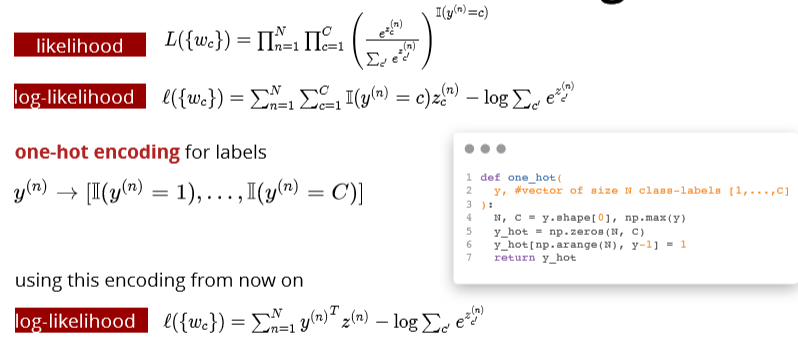 likelihood L({w_c}) = ∏_{n=1}^{N} ∏_{c=1}^{C} ( e^{z_c^{(n)}} / ∑_{c'} e^{z_{c'}^{(n)}} )^{𝕀(y^{(n)}=c)}
log-likelihood ℓ({w_c}) = ∑_{n=1}^{N} ∑_{c=1}^{C} 𝕀(y^{(n)} = c)z_c^{(n)} − log ∑_{c'} e^{z_{c'}^{(n)}}
one-hot encoding for labels
y^{(n)} → [𝕀(y^{(n)} = 1), . . . , 𝕀(y^{(n)} = C)]
1 def one_hot(
2     y, #vector of size N class-labels [1,...,C]
3 ):
4     N, C = y.shape[0], np.max(y)
5     y_hot = np.zeros(N, C)
6     y_hot[np.arange(N), y-1] = 1
7     return y_hot
using this encoding from now on
log-likelihood ℓ({w_c}) = ∑_{n=1}^{N} y^{(n)^T} z^{(n)} − log ∑_{c'} e^{z_{c'}^{(n)}}